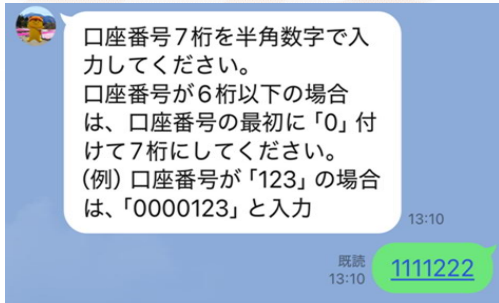 口座番号7桁を半角数字で入
力してください。
口座番号が6桁以下の場合
は、口座番号の最初に「0」付
けて7桁にしてください。
(例) 口座番号が「123」の場合
は、「0000123」と入力
13:10
既読
13:10
1111222